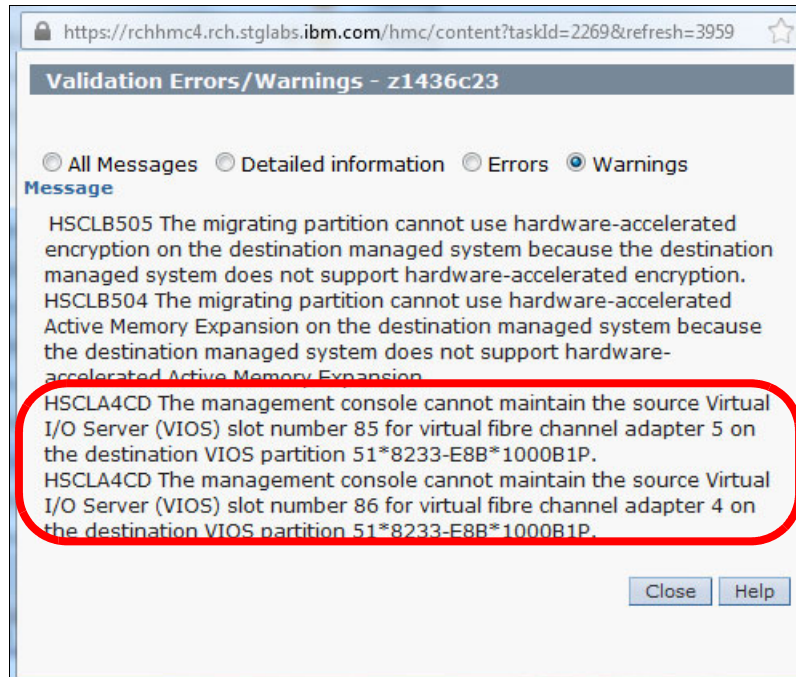 https://rchhmc4.rch.stglabs.ibm.com/hmc/content?taskId=2269&refresh=3959
Validation Errors/Warnings - z1436c23
All Messages Detailed information Errors Warnings
Message
HSCLB505 The migrating partition cannot use hardware-accelerated
encryption on the destination managed system because the destination
managed system does not support hardware-accelerated encryption.
HSCLB504 The migrating partition cannot use hardware-accelerated
Active Memory Expansion on the destination managed system because
the destination managed system does not support hardware-
accelerated Active Memory Expansion.
HSCLA4CD The management console cannot maintain the source Virtual
I/O Server (VIOS) slot number 85 for virtual fibre channel adapter 5 on
the destination VIOS partition 51*8233-E8B*1000B1P.
HSCLA4CD The management console cannot maintain the source Virtual
I/O Server (VIOS) slot number 86 for virtual fibre channel adapter 4 on
the destination VIOS partition 51*8233-E8B*1000B1P.
Close Help